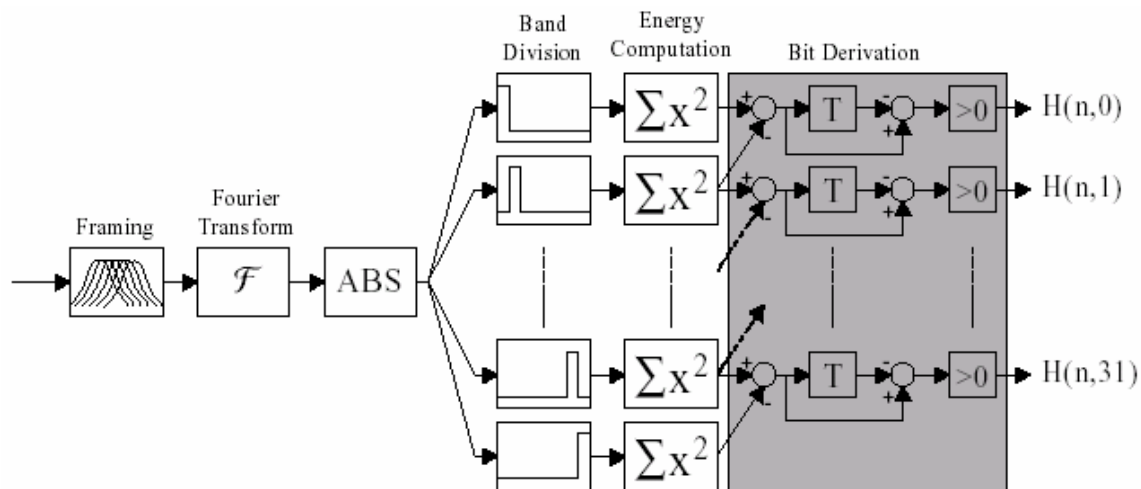 Band Division
Energy Computation
Bit Derivation
Framing
Fourier Transform
ℱ
ABS
∑x²
+
-
T
-
+
>0
H(n,0)
∑x²
+
-
T
-
+
>0
H(n,1)
∑x²
+
-
T
-
+
>0
H(n,31)
∑x²